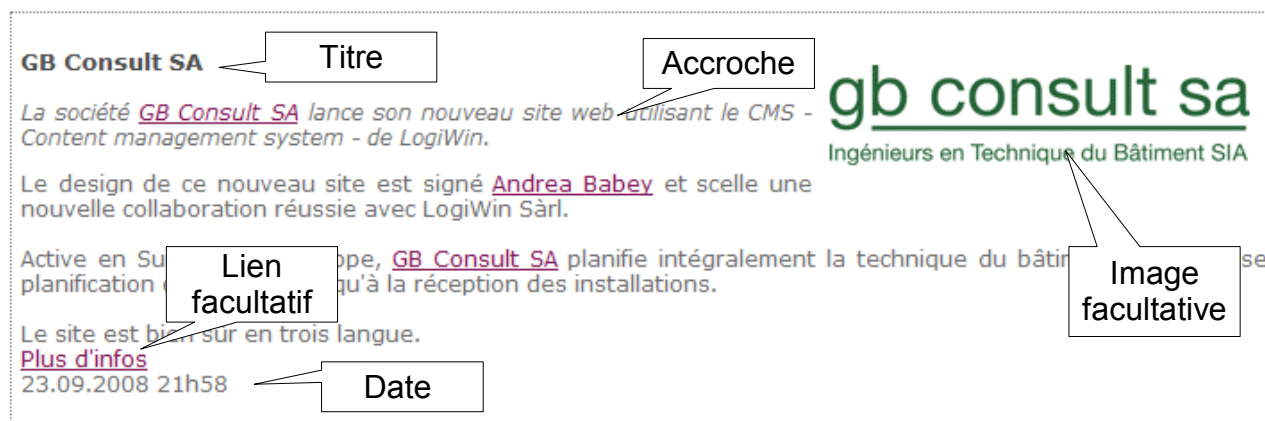 GB Consult SA
Titre
Accroche
gb consult sa
Ingénieurs en Technique du Bâtiment SIA
La société GB Consult SA lance son nouveau site web utilisant le CMS -
Content management system - de LogiWin.
Le design de ce nouveau site est signé Andrea Babey et scelle une
nouvelle collaboration réussie avec LogiWin Sàrl.
Active en ope, GB Consult SA planifie intégralement la technique du
planification qu'à la réception des installations.
Lien
facultatif
Image
facultative
Le site est bien sûr en trois langue.
Plus d'infos
23.09.2008 21h58
Date